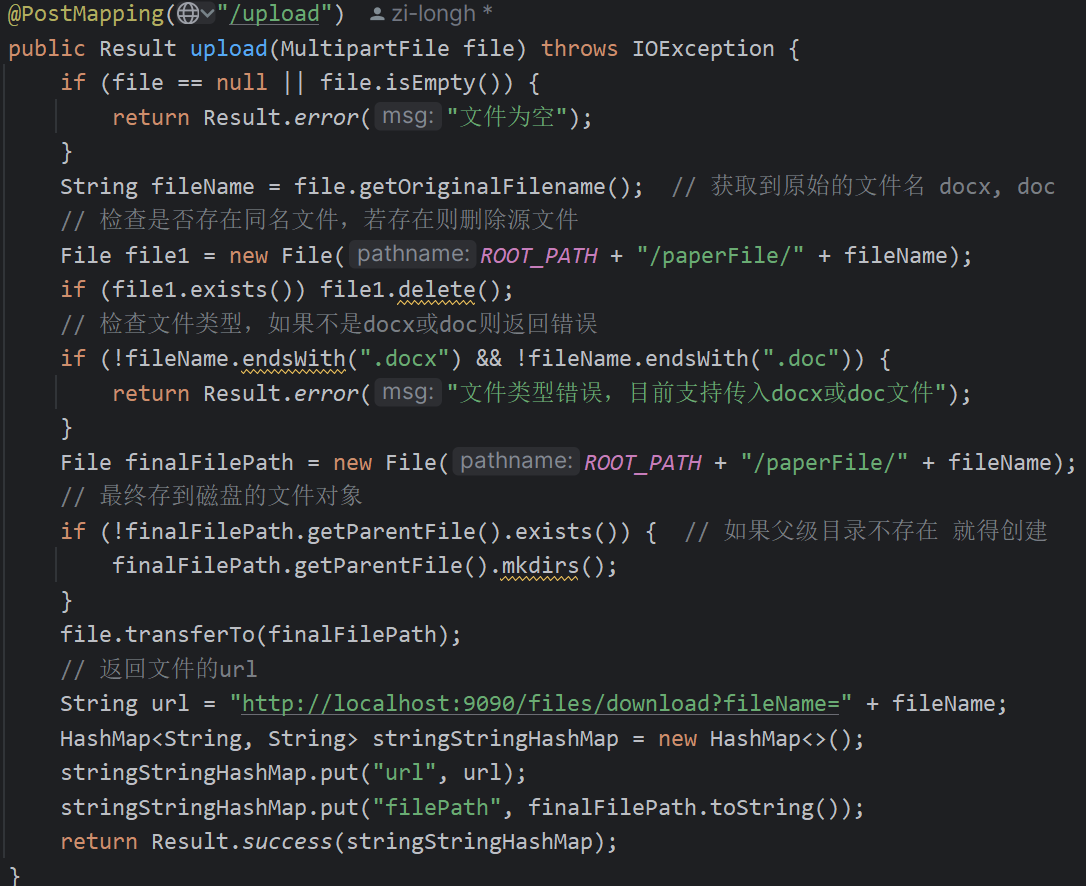 @PostMapping("/upload") zi-longh *
public Result upload(MultipartFile file) throws IOException {
    if (file == null || file.isEmpty()) {
        return Result.error( msg: "文件为空");
    }
    String fileName = file.getOriginalFilename();  // 获取到原始的文件名 docx, doc
    // 检查是否存在同名文件，若存在则删除源文件
    File file1 = new File( pathname: ROOT_PATH + "/paperFile/" + fileName);
    if (file1.exists()) file1.delete();
    // 检查文件类型，如果不是docx或doc则返回错误
    if (!fileName.endsWith(".docx") && !fileName.endsWith(".doc")) {
        return Result.error( msg: "文件类型错误，目前支持传入docx或doc文件");
    }
    File finalFilePath = new File( pathname: ROOT_PATH + "/paperFile/" + fileName);
    // 最终存到磁盘的文件对象
    if (!finalFilePath.getParentFile().exists()) {  // 如果父级目录不存在 就得创建
        finalFilePath.getParentFile().mkdirs();
    }
    file.transferTo(finalFilePath);
    // 返回文件的url
    String url = "http://localhost:9090/files/download?fileName=" + fileName;
    HashMap<String, String> stringStringHashMap = new HashMap<>();
    stringStringHashMap.put("url", url);
    stringStringHashMap.put("filePath", finalFilePath.toString());
    return Result.success(stringStringHashMap);
}